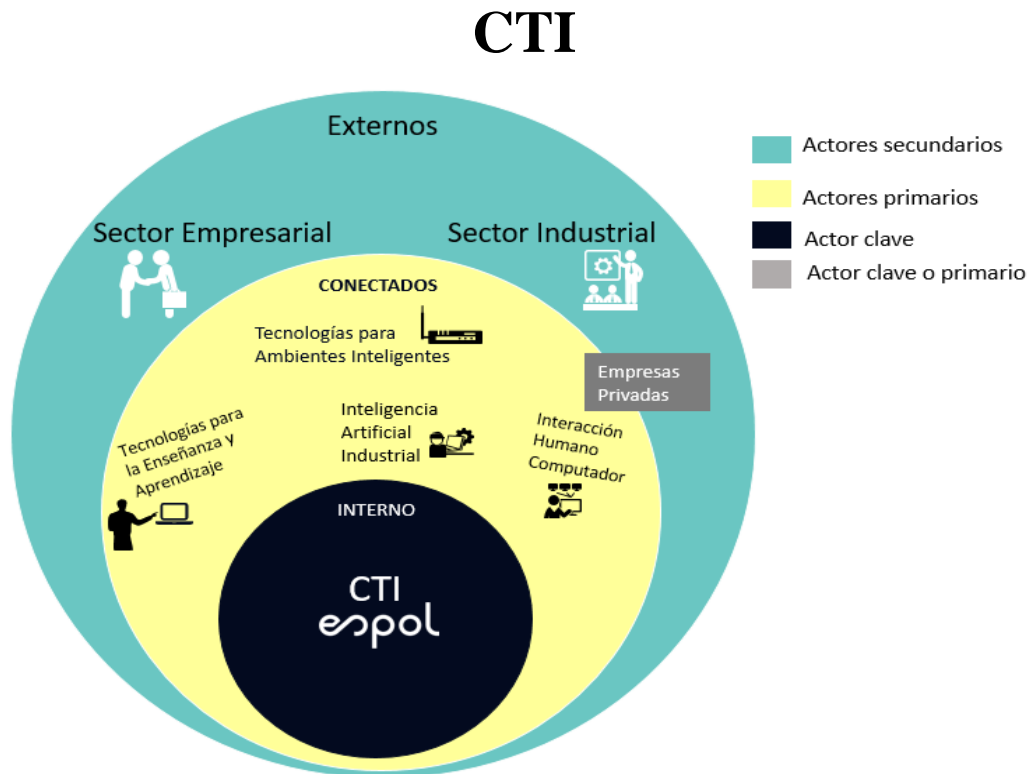 CTI
Externos
Sector Empresarial
Sector Industrial
CONECTADOS
Tecnologías para
Ambientes Inteligentes
Empresas
Privadas
Tecnologías para
la Enseñanza y
Aprendizaje
Inteligencia
Artificial
Industrial
Interacción
Humano
Computador
INTERNO
CTI
espol
Actores secundarios
Actores primarios
Actor clave
Actor clave o primario